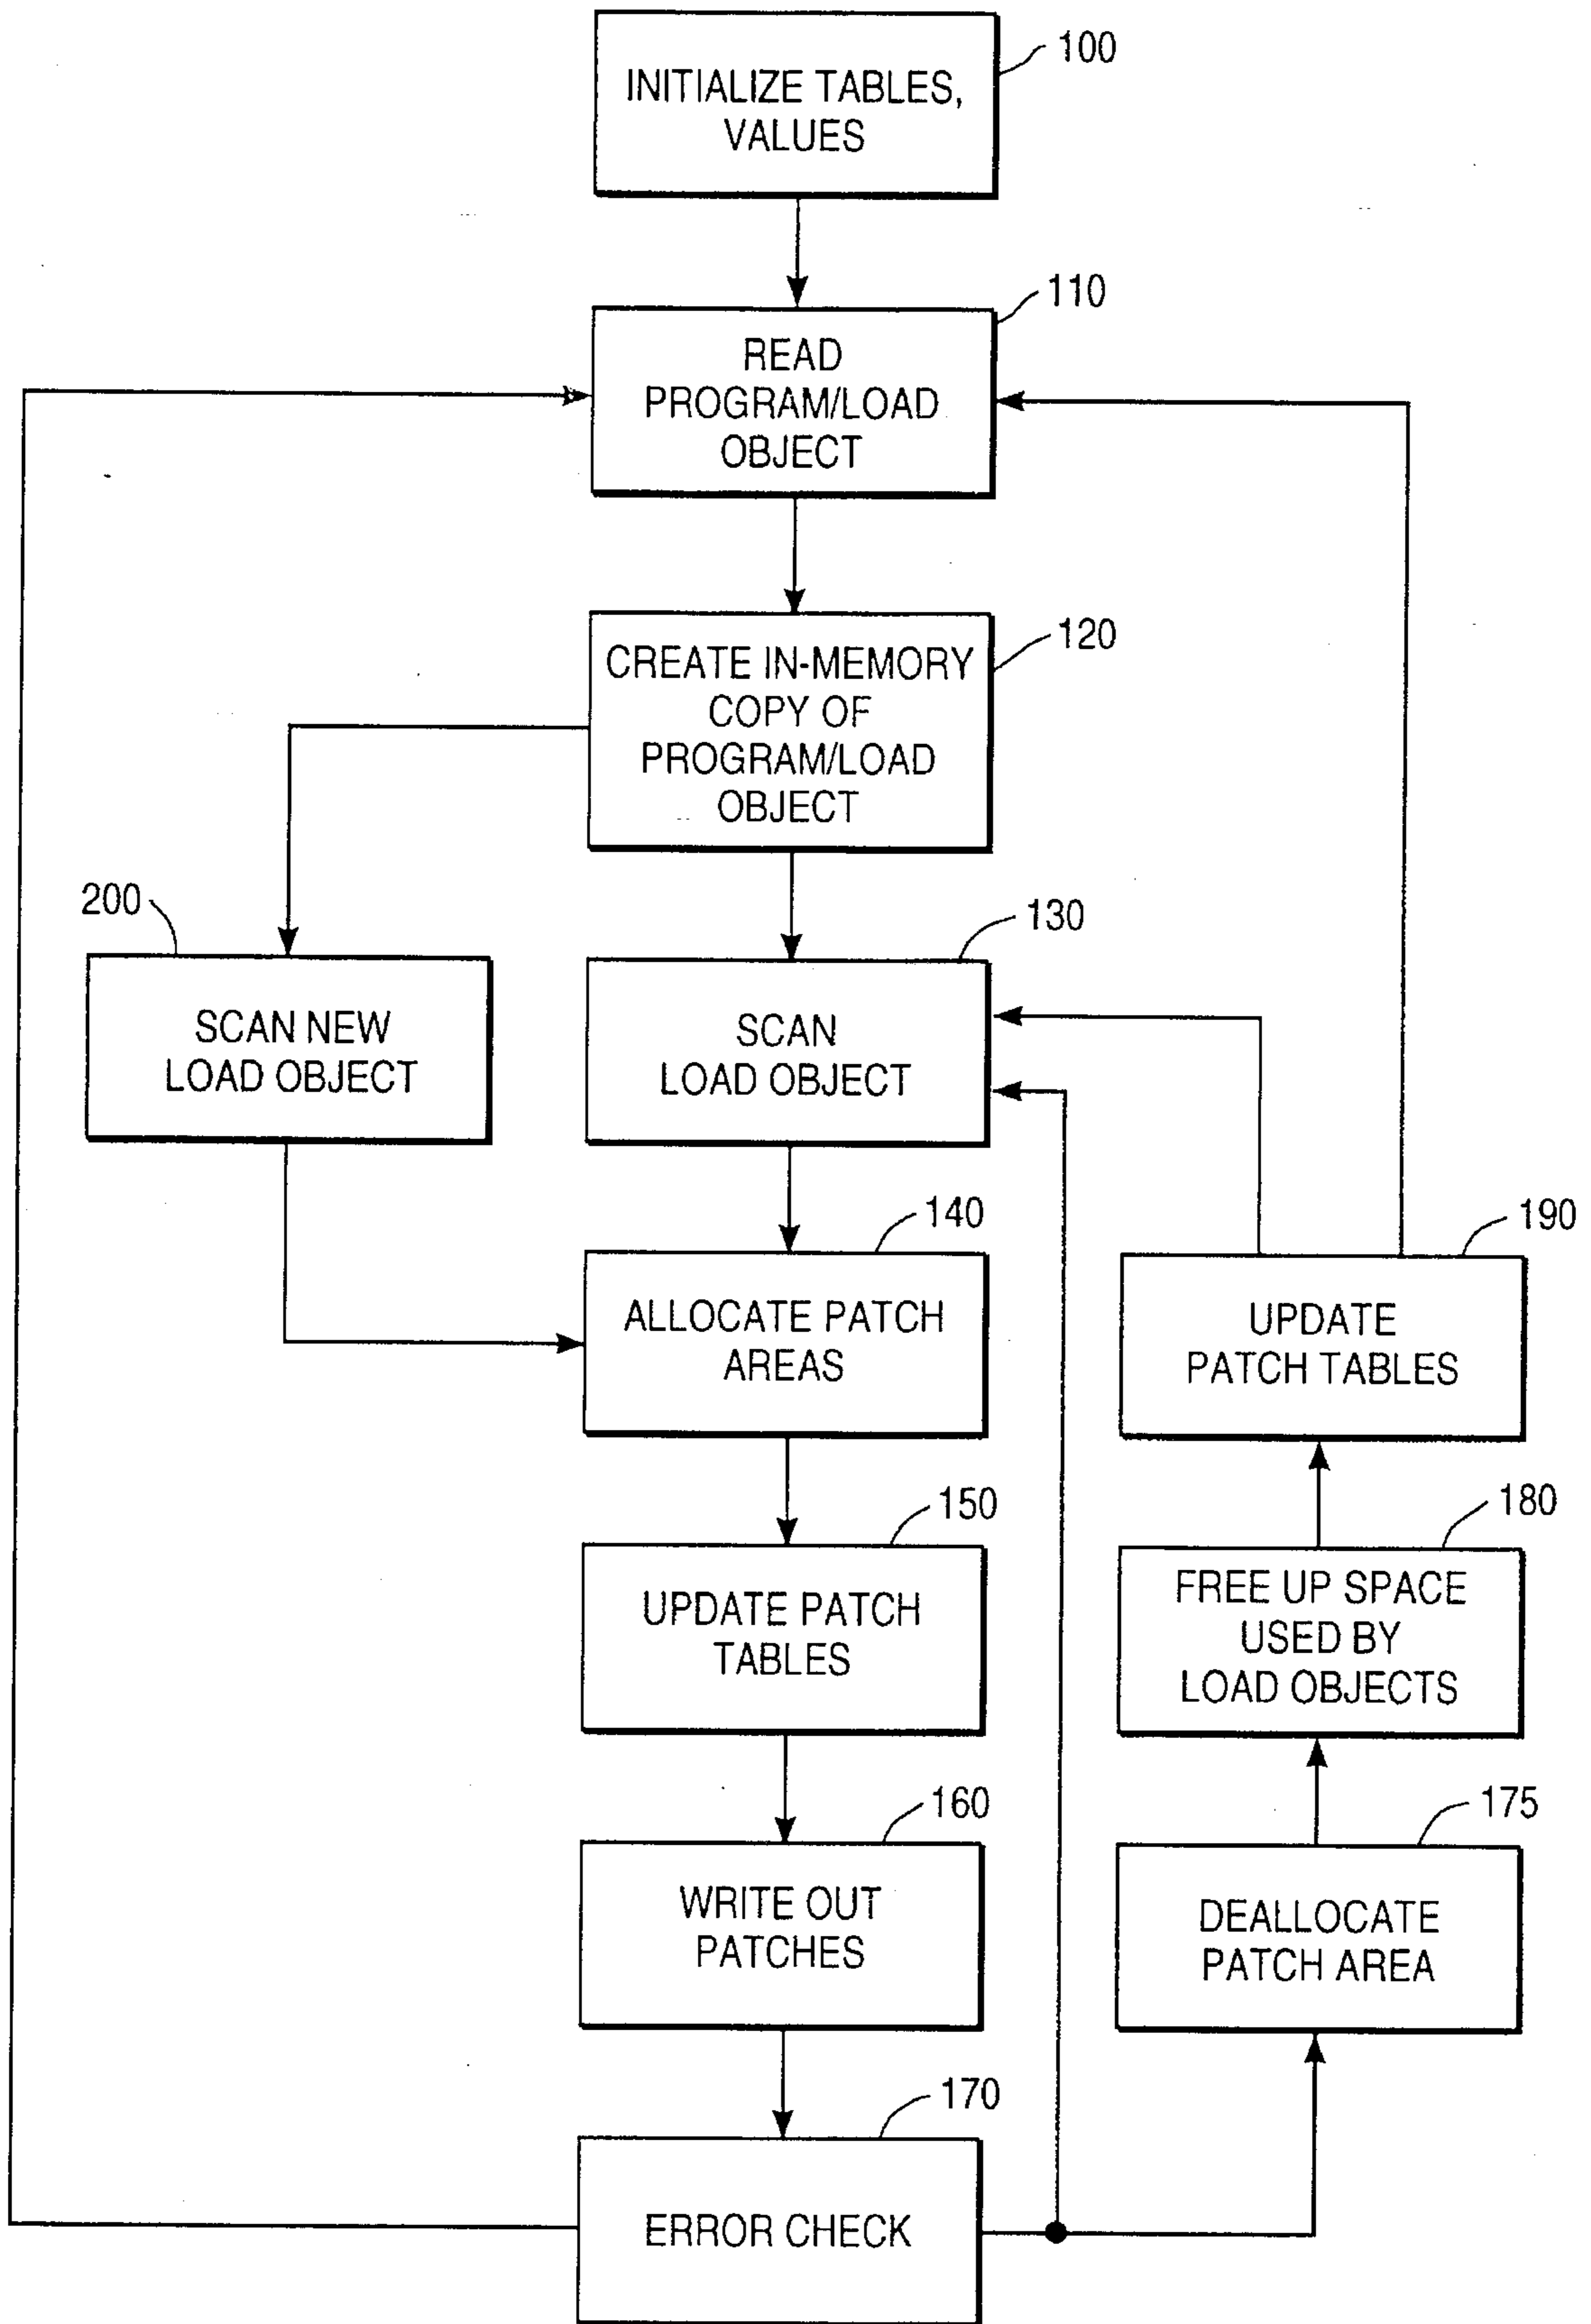 100
INITIALIZE TABLES,
VALUES
110
READ
PROGRAM/LOAD
OBJECT
120
CREATE IN-MEMORY
COPY OF
PROGRAM/LOAD
OBJECT
200
SCAN NEW
LOAD OBJECT
130
SCAN
LOAD OBJECT
140
ALLOCATE PATCH
AREAS
190
UPDATE
PATCH TABLES
150
UPDATE PATCH
TABLES
180
FREE UP SPACE
USED BY
LOAD OBJECTS
160
WRITE OUT
PATCHES
175
DEALLOCATE
PATCH AREA
170
ERROR CHECK